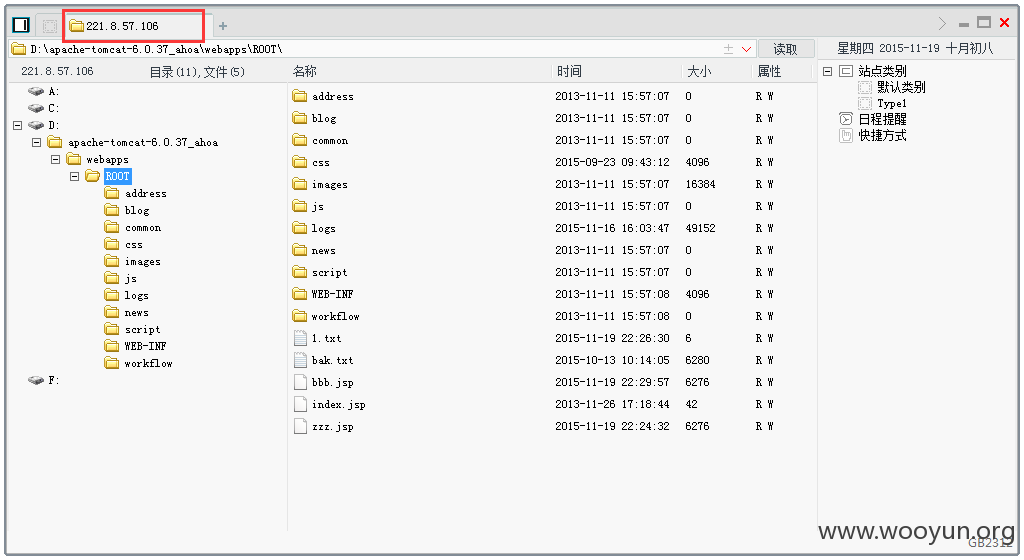 221.8.57.106
+
D:\apache-tomcat-6.0.37_ahoa\webapps\ROOT\
读取
星期四 2015-11-19 十月初八
221.8.57.106 目录(11),文件(5)
A:
C:
D:
apache-tomcat-6.0.37_ahoa
webapps
ROOT
address
blog
common
css
images
js
logs
news
script
WEB-INF
workflow
F:
名称 时间 大小 属性
address 2013-11-11 15:57:07 0 R W
blog 2013-11-11 15:57:07 0 R W
common 2013-11-11 15:57:07 0 R W
css 2015-09-23 09:43:12 4096 R W
images 2013-11-11 15:57:07 16384 R W
js 2013-11-11 15:57:07 0 R W
logs 2015-11-16 16:03:47 49152 R W
news 2013-11-11 15:57:07 0 R W
script 2013-11-11 15:57:07 0 R W
WEB-INF 2013-11-11 15:57:08 4096 R W
workflow 2013-11-11 15:57:08 0 R W
1.txt 2015-11-19 22:26:30 6 R W
bak.txt 2015-10-13 10:14:05 6280 R W
bbb.jsp 2015-11-19 22:29:57 6276 R W
index.jsp 2013-11-26 17:18:44 42 R W
zzz.jsp 2015-11-19 22:24:32 6276 R W
站点类别
默认类别
Type1
日程提醒
快捷方式
www.wooyun.org
GB2312